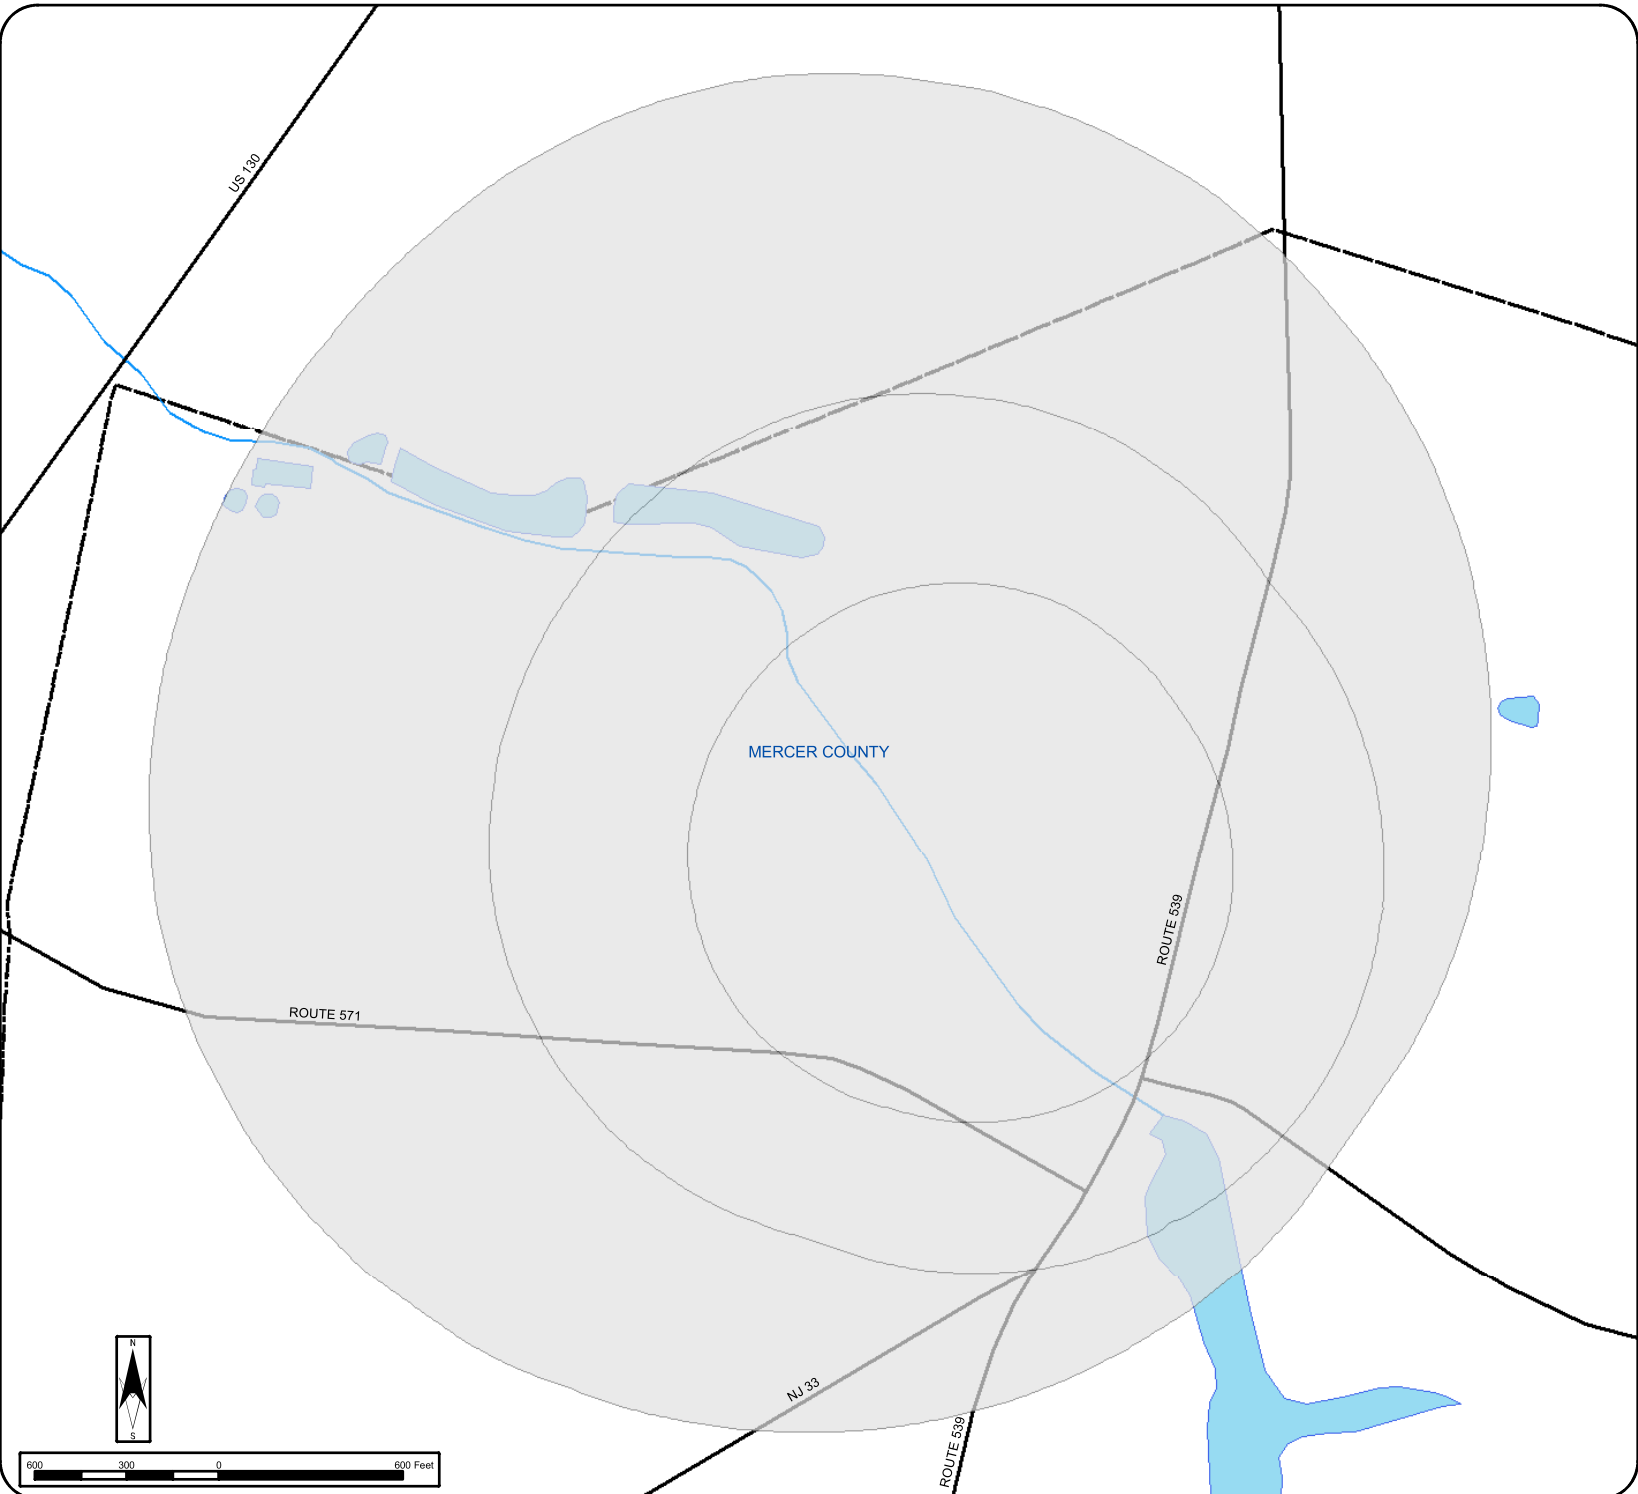 US 130
MERCER COUNTY
ROUTE 539
ROUTE 571
NJ 33
ROUTE 539
N
S
600 300 0 600 Feet